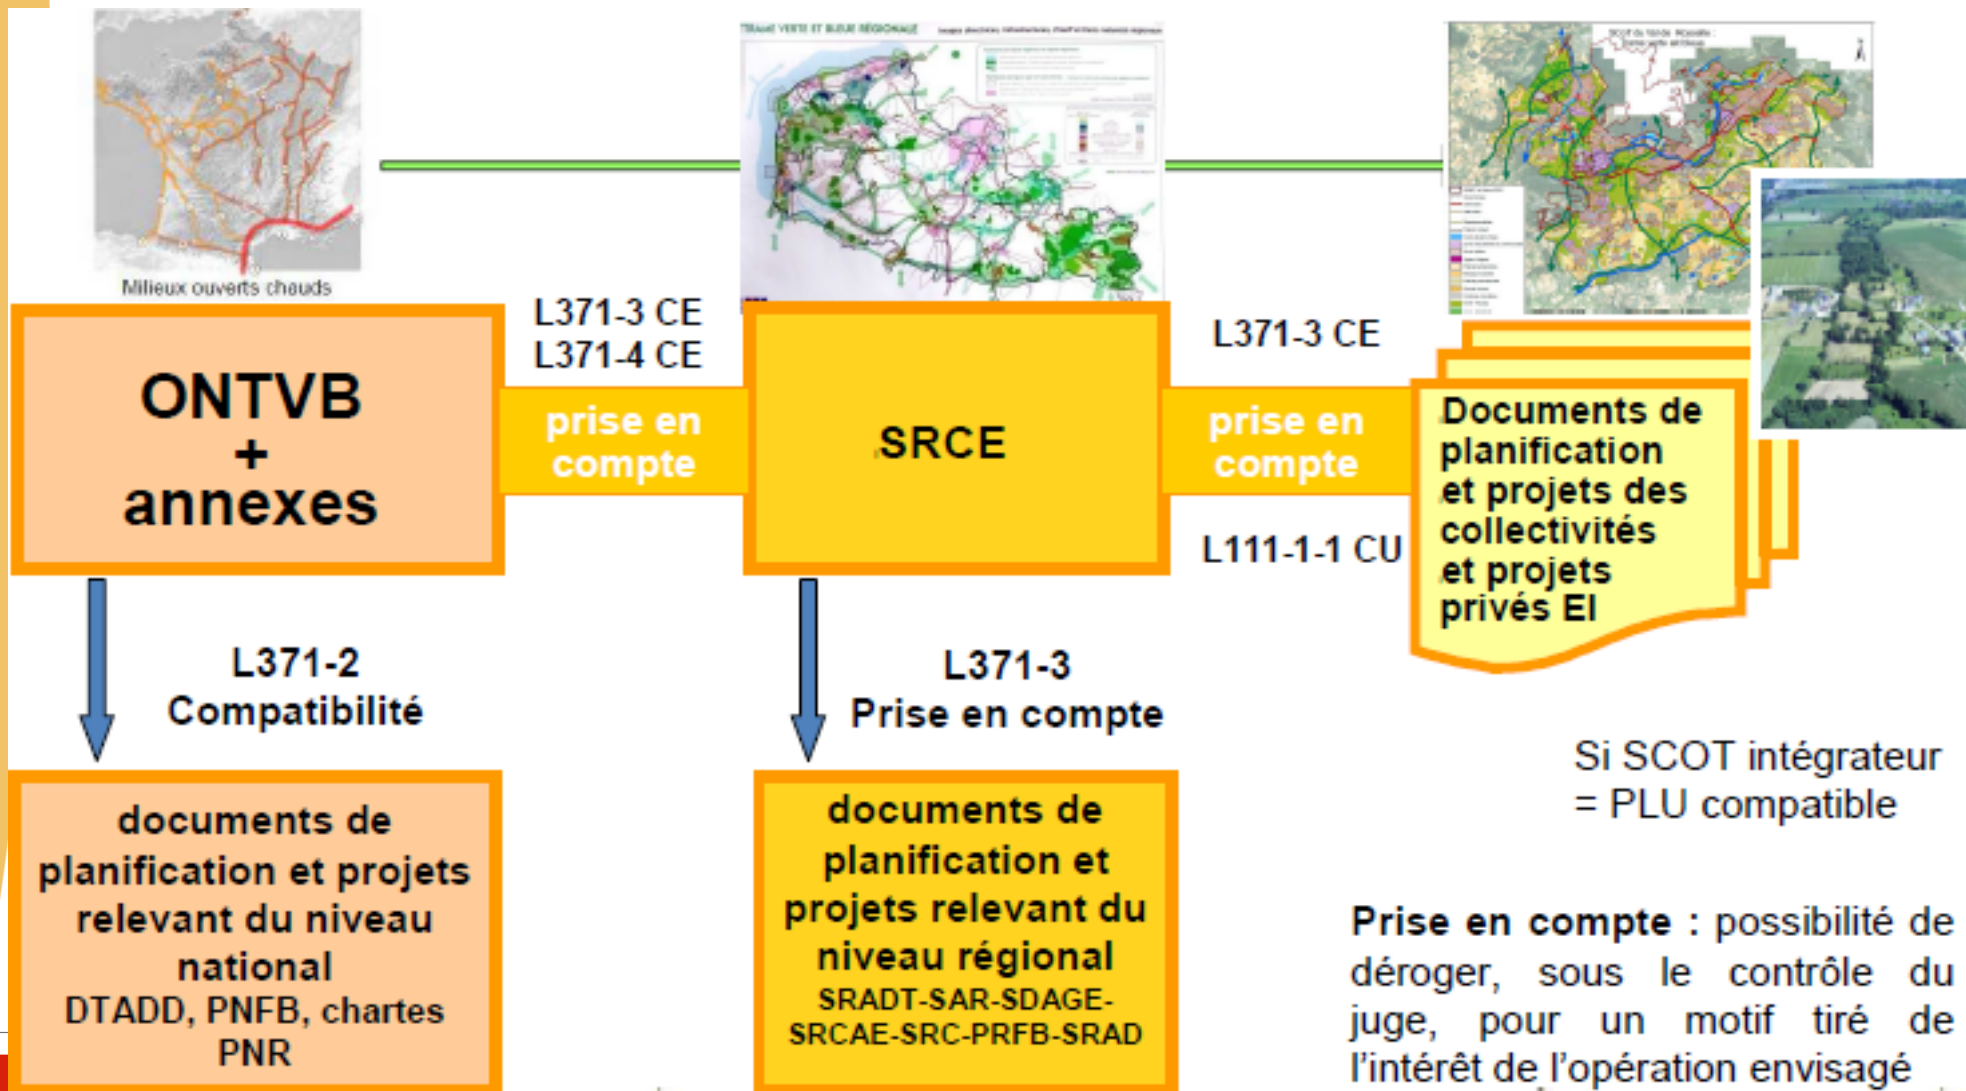 TRAME VERTE ET BLEUE RÉGIONALE
Milieux ouverts chauds
L371-3 CE
L371-4 CE
L371-3 CE
ONTVB
+
annexes
prise en
compte
SRCE
prise en
compte
L111-1-1 CU
Documents de
planification
et projets des
collectivités
et projets
privés EI
L371-2
Compatibilité
L371-3
Prise en compte
Si SCOT intégrateur
= PLU compatible
documents de
planification et projets
relevant du niveau
national
DTADD, PNFB, chartes
PNR
documents de
planification et
projets relevant du
niveau régional
SRADT-SAR-SDAGE-
SRCAE-SRC-PRFB-SRAD
Prise en compte : possibilité de
déroger, sous le contrôle du
juge, pour un motif tiré de
l'intérêt de l'opération envisagé